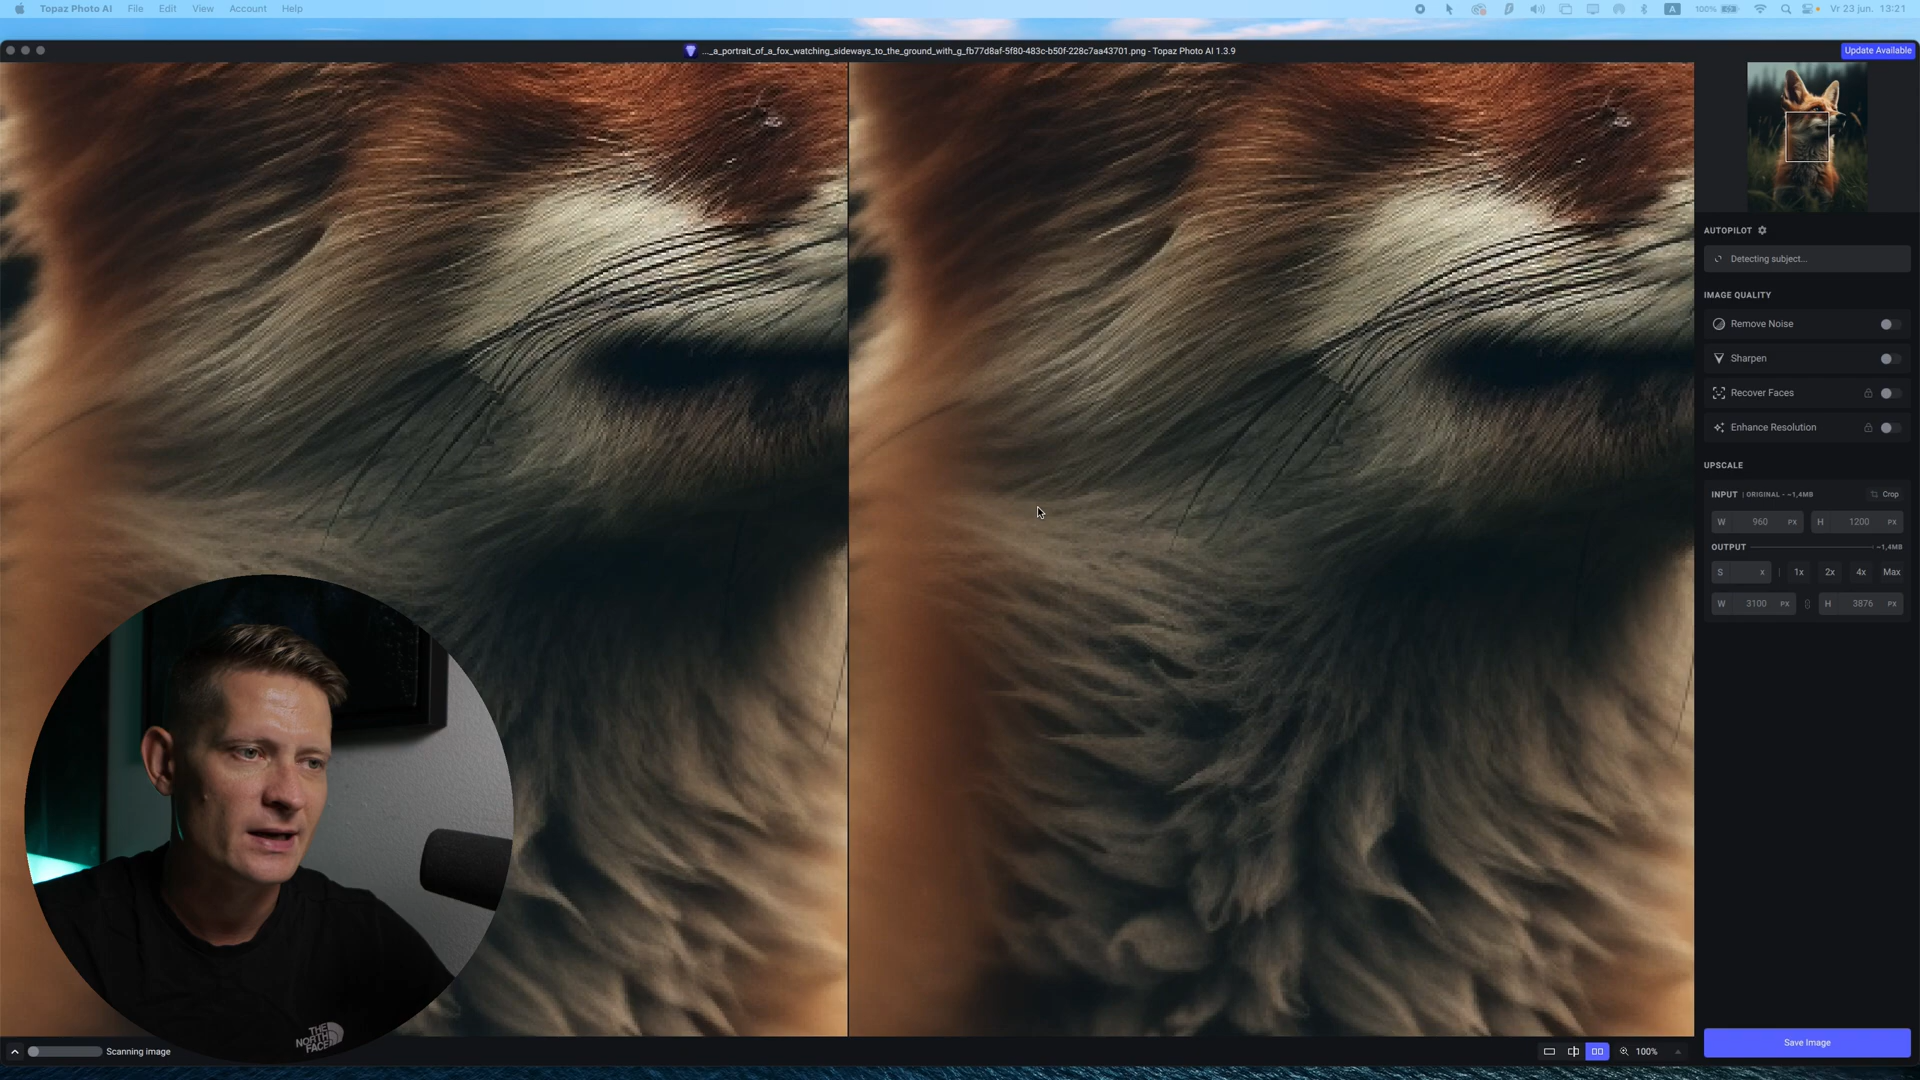 Topaz Photo AI File Edit View Account Help
A 100% Vr 23 jun. 13:21
..._a_portrait_of_a_fox_watching_sideways_to_the_ground_with_g_fb77d8af-5f80-483c-b50f-228c7aa43701.png - Topaz Photo AI 1.3.9
Update Available
AUTOPILOT
Detecting subject...
IMAGE QUALITY
Remove Noise
Sharpen
Recover Faces
Enhance Resolution
UPSCALE
INPUT | ORIGINAL - ~1,4MB Crop
W 960 PX H 1200 PX
OUTPUT ~1,4MB
S x | 1x 2x 4x Max
W 3100 PX H 3876 PX
THE
NORTH
FACE
Scanning image
100%
Save Image